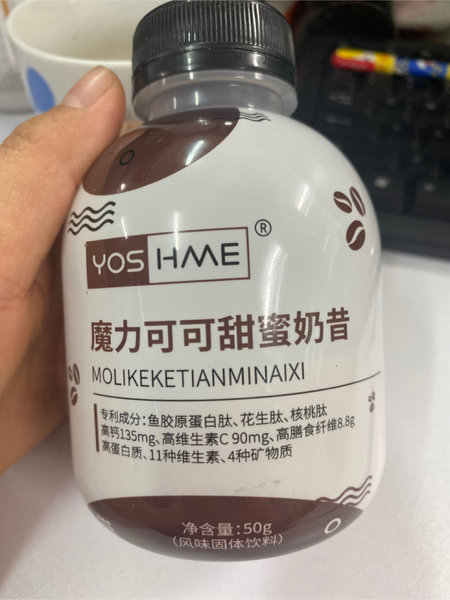 YOSHME®
魔力可可甜蜜奶昔
MOLIKEKETIANMINAIXI
专利成分:鱼胶原蛋白肽、花生肽、核桃肽
高钙135mg、高维生素C 90mg、高膳食纤维8.8g
高蛋白质、11种维生素、4种矿物质
净含量:50g
(风味固体饮料)